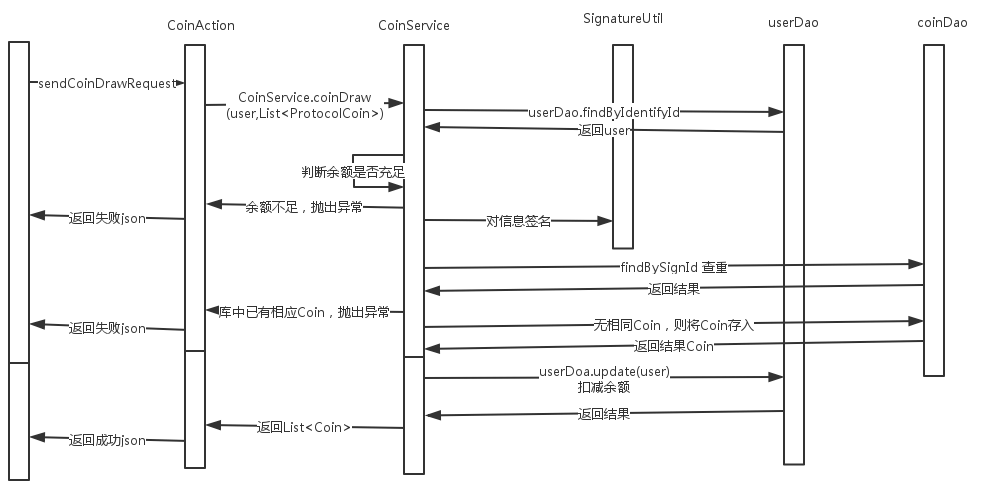 CoinAction
CoinService
SignatureUtil
userDao
coinDao
sendCoinDrawRequest
CoinService.coinDraw
(user,List<ProtocolCoin>)
userDao.findByIdentifyId
返回user
判断余额是否充足
余额不足，抛出异常
返回失败json
对信息签名
findBySignId 查重
返回结果
库中已有相应Coin，抛出异常
返回失败json
无相同Coin，则将Coin存入
返回结果Coin
userDoa.update(user)
扣减余额
返回结果
返回List<Coin>
返回成功json